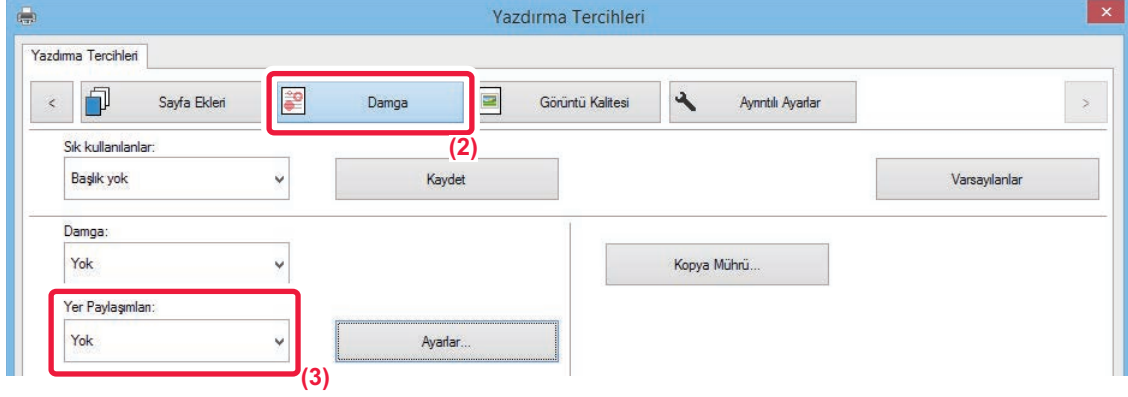 Yazdırma Tercihleri
Yazdırma Tercihleri
< Sayfa Ekleri Damga Görüntü Kalitesi Ayrıntılı Ayarlar >
(2)
Sık kullanılanlar:
Başlık yok Kaydet Varsayılanlar
Damga:
Yok Kopya Mührü...
Yer Paylaşımları:
Yok Ayarlar...
(3)